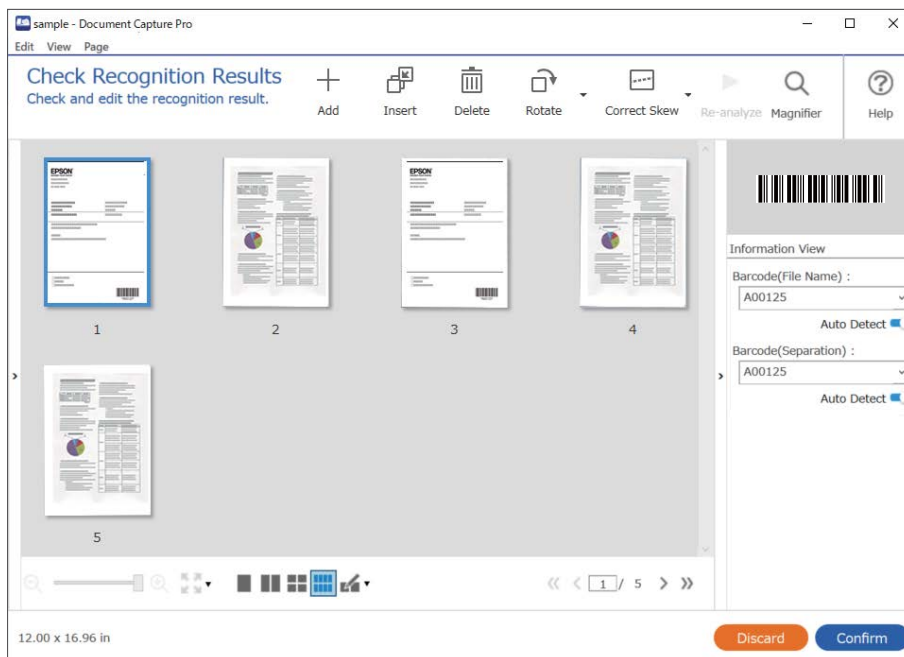 sample - Document Capture Pro
Edit View Page
Check Recognition Results
Check and edit the recognition result.
Add
Insert
Delete
Rotate
Correct Skew
Re-analyze
Magnifier
Help
EPSON
EPSON
1
2
3
4
5
Information View
Barcode(File Name) :
A00125
Auto Detect
Barcode(Separation) :
A00125
Auto Detect
1 / 5
12.00 x 16.96 in
Discard
Confirm